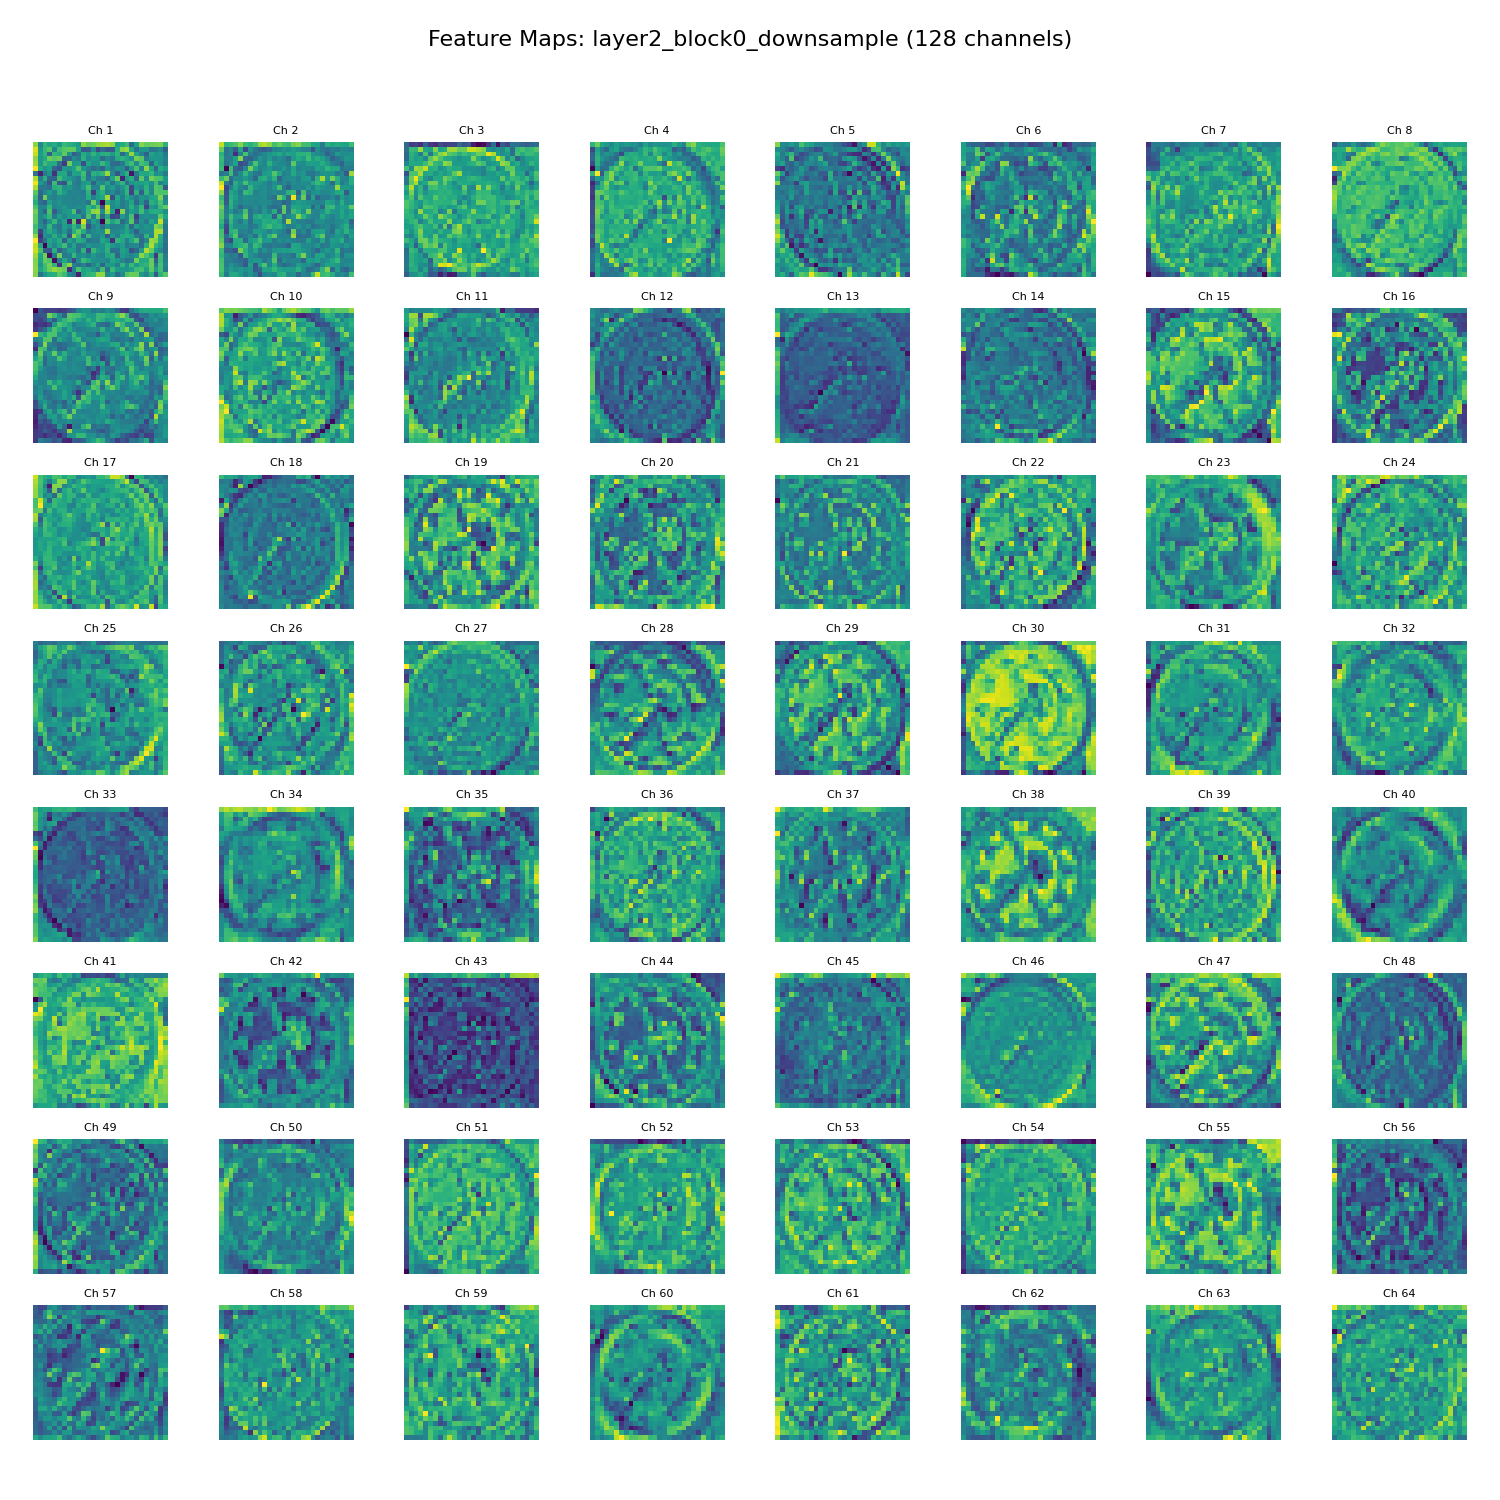 Feature Maps: layer2_block0_downsample (128 channels)
Ch 1 Ch 2 Ch 3 Ch 4 Ch 5 Ch 6 Ch 7 Ch 8
Ch 9 Ch 10 Ch 11 Ch 12 Ch 13 Ch 14 Ch 15 Ch 16
Ch 17 Ch 18 Ch 19 Ch 20 Ch 21 Ch 22 Ch 23 Ch 24
Ch 25 Ch 26 Ch 27 Ch 28 Ch 29 Ch 30 Ch 31 Ch 32
Ch 33 Ch 34 Ch 35 Ch 36 Ch 37 Ch 38 Ch 39 Ch 40
Ch 41 Ch 42 Ch 43 Ch 44 Ch 45 Ch 46 Ch 47 Ch 48
Ch 49 Ch 50 Ch 51 Ch 52 Ch 53 Ch 54 Ch 55 Ch 56
Ch 57 Ch 58 Ch 59 Ch 60 Ch 61 Ch 62 Ch 63 Ch 64